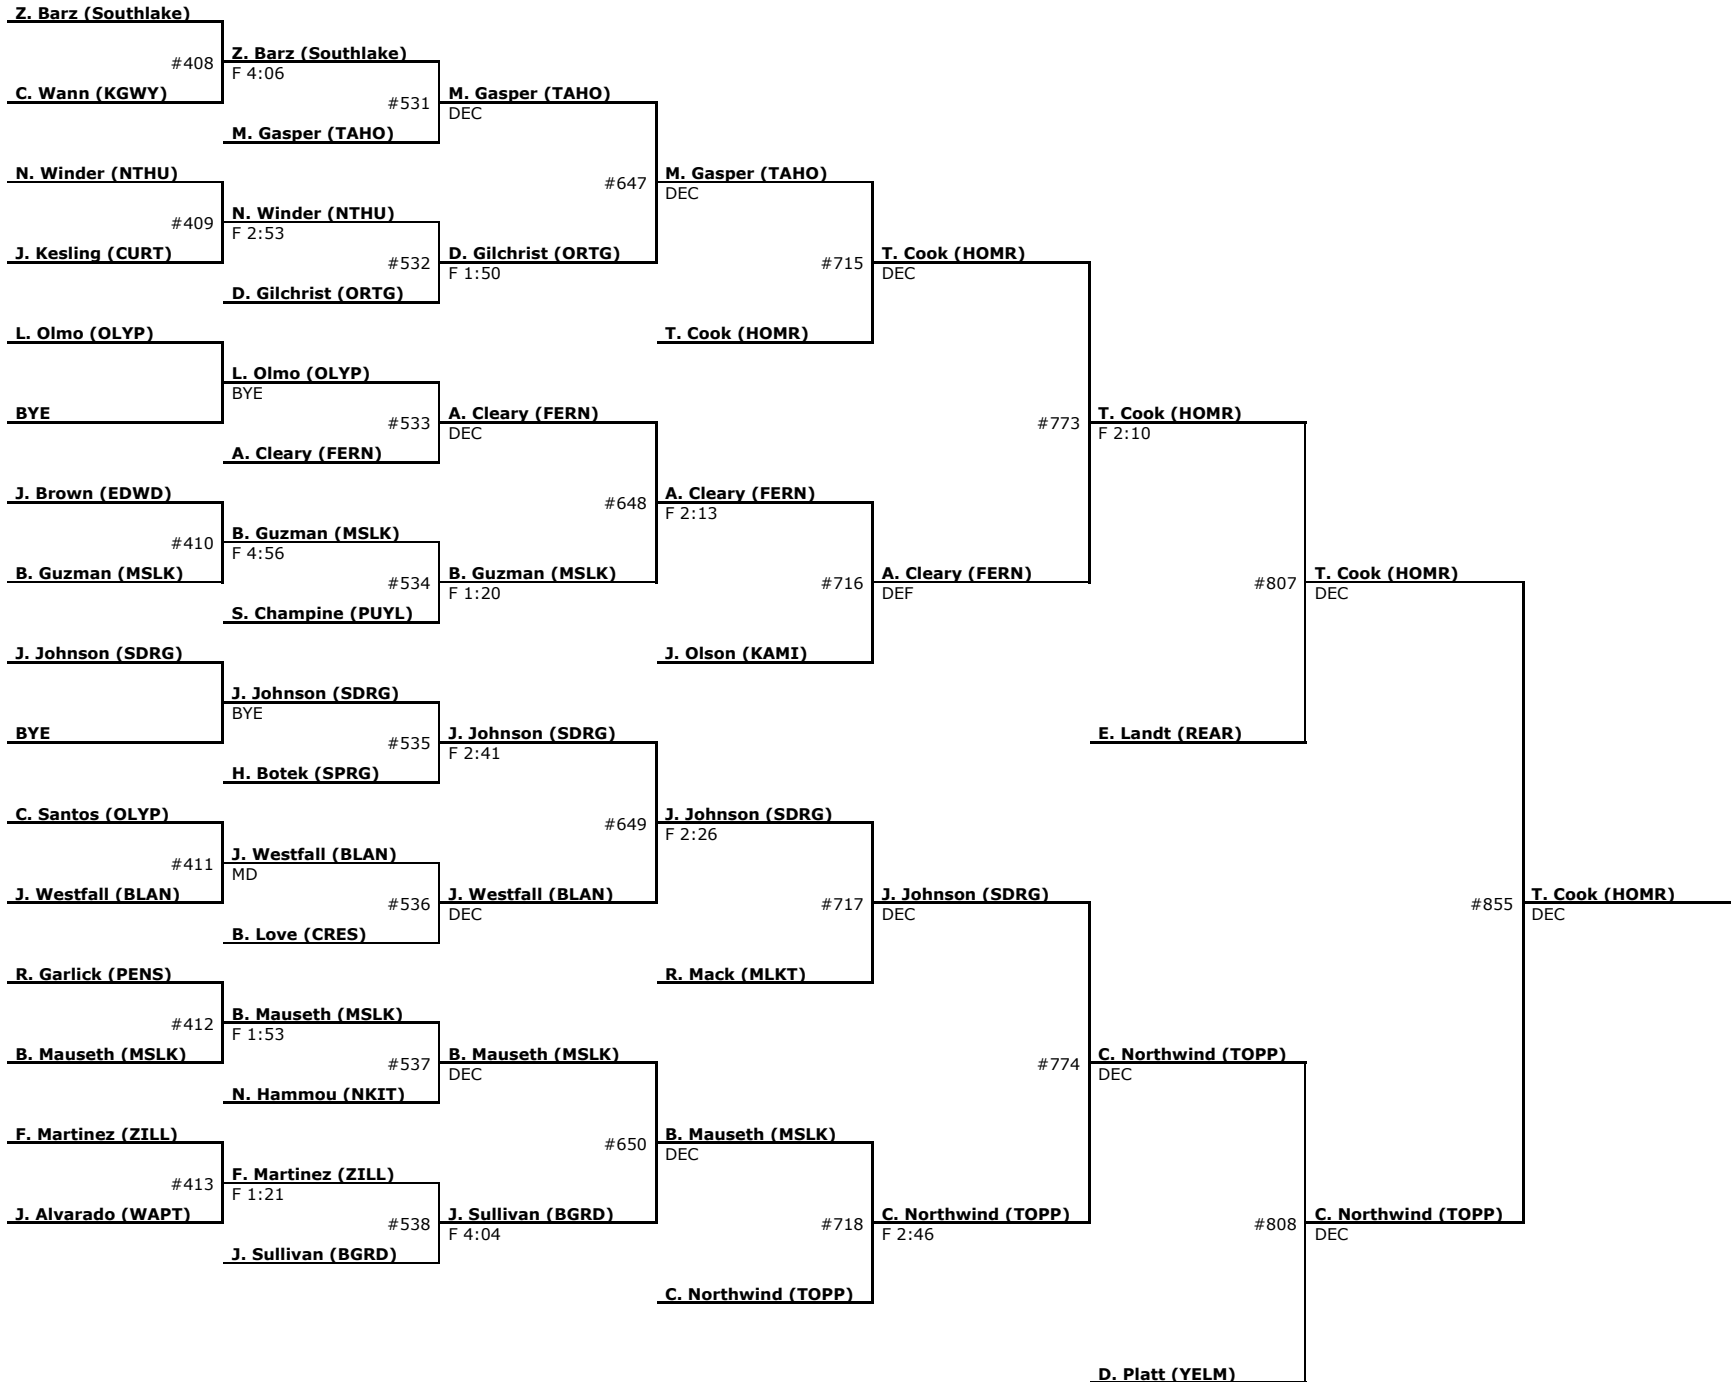 Z. Barz (Southlake)
#408
C. Wann (KGWY)
Z. Barz (Southlake)
F 4:06
#531
M. Gasper (TAHO)
M. Gasper (TAHO)
DEC
N. Winder (NTHU)
#409
J. Kesling (CURT)
N. Winder (NTHU)
F 2:53
#532
D. Gilchrist (ORTG)
D. Gilchrist (ORTG)
F 1:50
#647
M. Gasper (TAHO)
DEC
#715
T. Cook (HOMR)
T. Cook (HOMR)
DEC
L. Olmo (OLYP)
BYE
L. Olmo (OLYP)
BYE
#533
A. Cleary (FERN)
A. Cleary (FERN)
DEC
J. Brown (EDWD)
#410
B. Guzman (MSLK)
B. Guzman (MSLK)
F 4:56
#534
S. Champine (PUYL)
B. Guzman (MSLK)
F 1:20
#648
A. Cleary (FERN)
F 2:13
#716
J. Olson (KAMI)
A. Cleary (FERN)
DEF
#773
T. Cook (HOMR)
F 2:10
#807
E. Landt (REAR)
T. Cook (HOMR)
DEC
J. Johnson (SDRG)
BYE
J. Johnson (SDRG)
BYE
#535
H. Botek (SPRG)
J. Johnson (SDRG)
F 2:41
C. Santos (OLYP)
#411
J. Westfall (BLAN)
J. Westfall (BLAN)
MD
#536
B. Love (CRES)
J. Westfall (BLAN)
DEC
#649
J. Johnson (SDRG)
F 2:26
#717
R. Mack (MLKT)
J. Johnson (SDRG)
DEC
R. Garlick (PENS)
#412
B. Mauseth (MSLK)
B. Mauseth (MSLK)
F 1:53
#537
N. Hammou (NKIT)
B. Mauseth (MSLK)
DEC
F. Martinez (ZILL)
#413
J. Alvarado (WAPT)
F. Martinez (ZILL)
F 1:21
#538
J. Sullivan (BGRD)
J. Sullivan (BGRD)
F 4:04
#650
B. Mauseth (MSLK)
DEC
#718
C. Northwind (TOPP)
C. Northwind (TOPP)
F 2:46
#774
C. Northwind (TOPP)
DEC
#808
D. Platt (YELM)
C. Northwind (TOPP)
DEC
#855
T. Cook (HOMR)
DEC